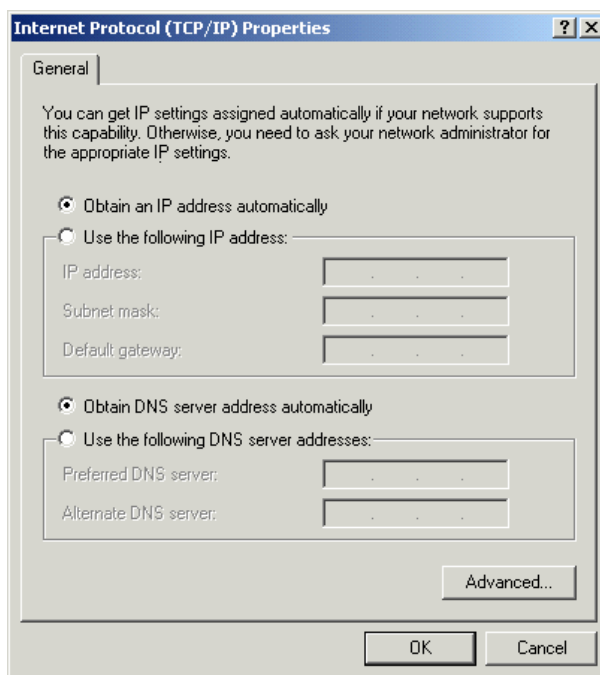 Internet Protocol (TCP/IP) Properties
General
You can get IP settings assigned automatically if your network supports
this capability. Otherwise, you need to ask your network administrator for
the appropriate IP settings.
Obtain an IP address automatically
Use the following IP address:
IP address:
Subnet mask:
Default gateway:
Obtain DNS server address automatically
Use the following DNS server addresses:
Preferred DNS server:
Alternate DNS server:
Advanced...
OK Cancel